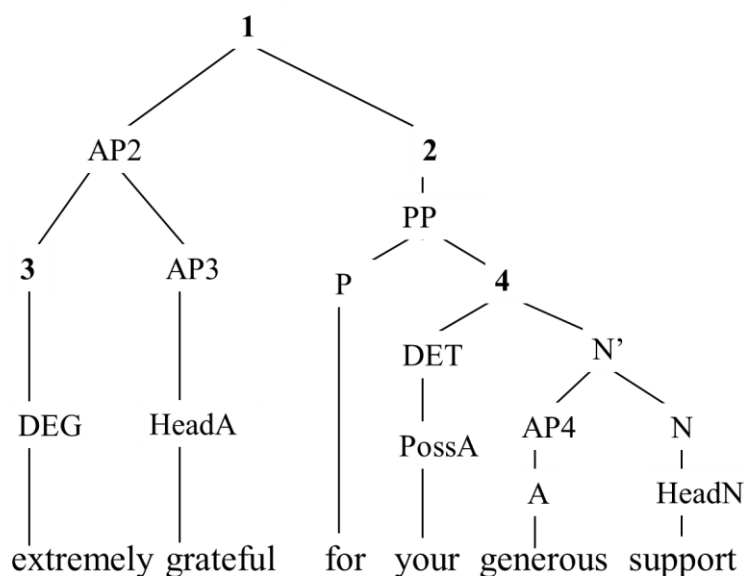 1
AP2 2
PP
3 AP3 P 4
DET N’
DEG HeadA PossA AP4 N
A HeadN
extremely grateful for your generous support